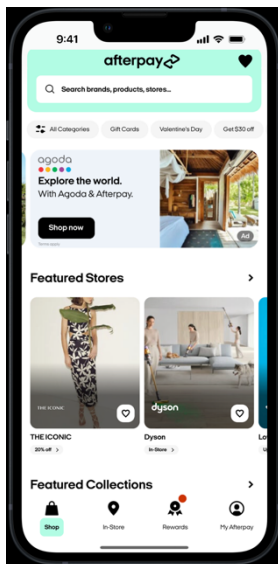 9:41
afterpay
Search brands, products, stores...
All Categories
Gift Cards
Valentine's Day
Get $30 off
agoda
Explore the world.
With Agoda & Afterpay.
Shop now
Terms apply
Ad
Featured Stores
THE ICONIC
dyson
THE ICONIC
Dyson
20% off
In-Store
Featured Collections
Shop
In-Store
Rewards
My Afterpay